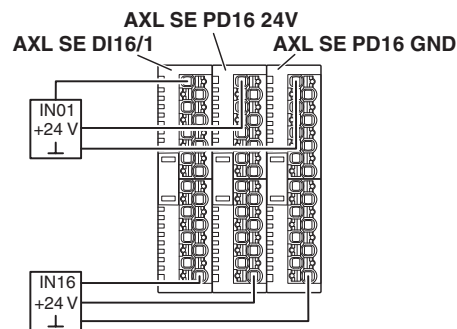 AXL SE PD16 24V
AXL SE DI16/1
AXL SE PD16 GND
IN01
+24 V
IN16
+24 V